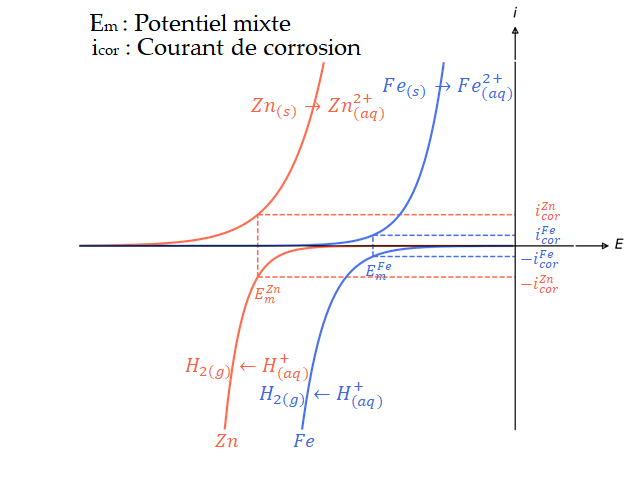 Em : Potentiel mixte
icor : Courant de corrosion
i
Zn(s) → Zn2+(aq)
Fe(s) → Fe2+(aq)
iZncor
iFecor
E
−iFecor
−iZncor
EFem
EZnm
H2(g) ← H+(aq)
H2(g) ← H+(aq)
Zn
Fe